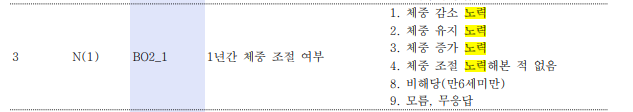 1. 체중 감소 노력
2. 체중 유지 노력
3. 체중 증가 노력
3 N(1) BO2_1 1년간 체중 조절 여부
4. 체중 조절 노력해본 적 없음
8. 비해당(만6세미만)
9. 모름, 무응답